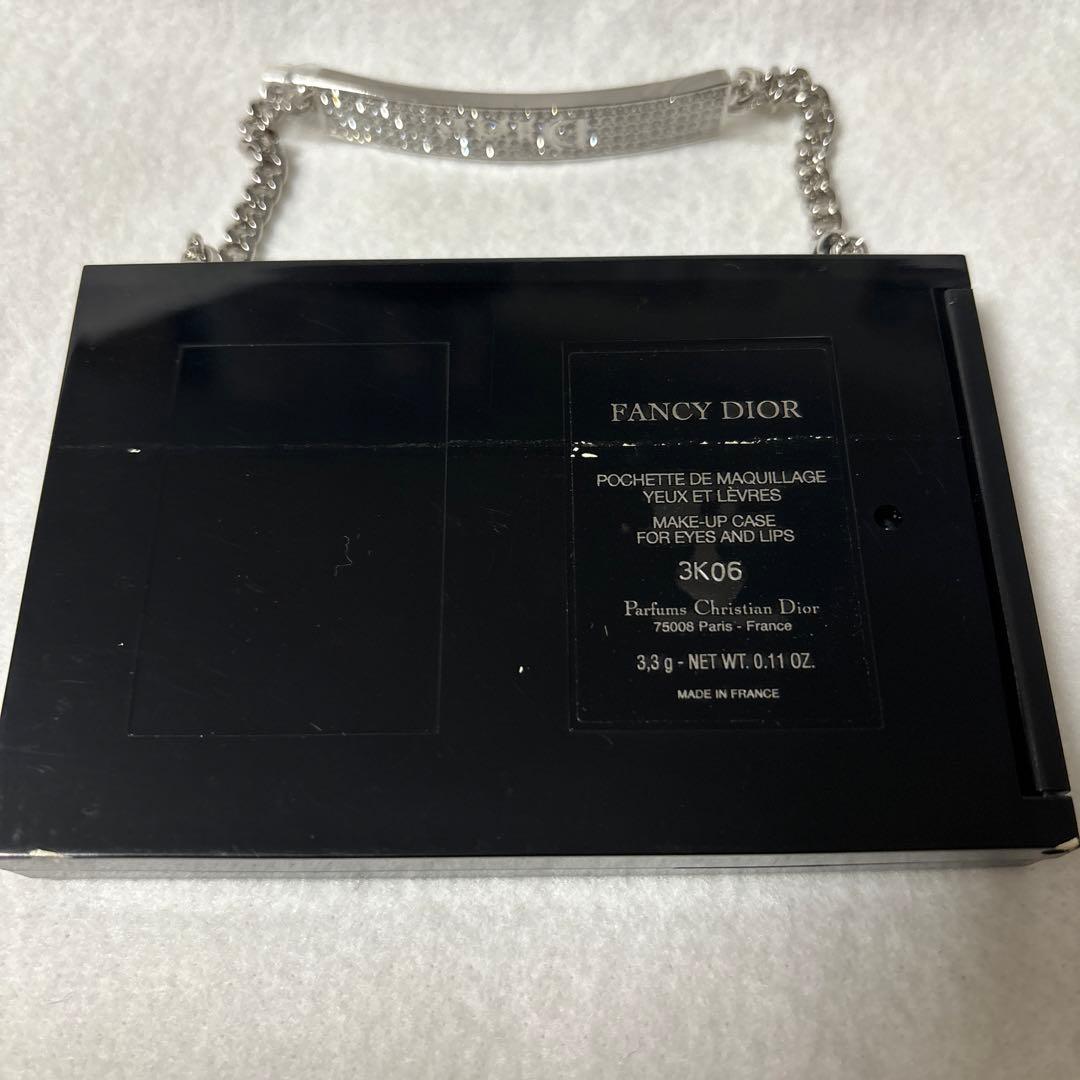 FANCY DIOR
POCHETTE DE MAQUILLAGE
YEUX ET LÈVRES
MAKE-UP CASE
FOR EYES AND LIPS
3K06
Parfums Christian Dior
75008 Paris - France
3,3 g - NET WT. 0.11 OZ.
MADE IN FRANCE